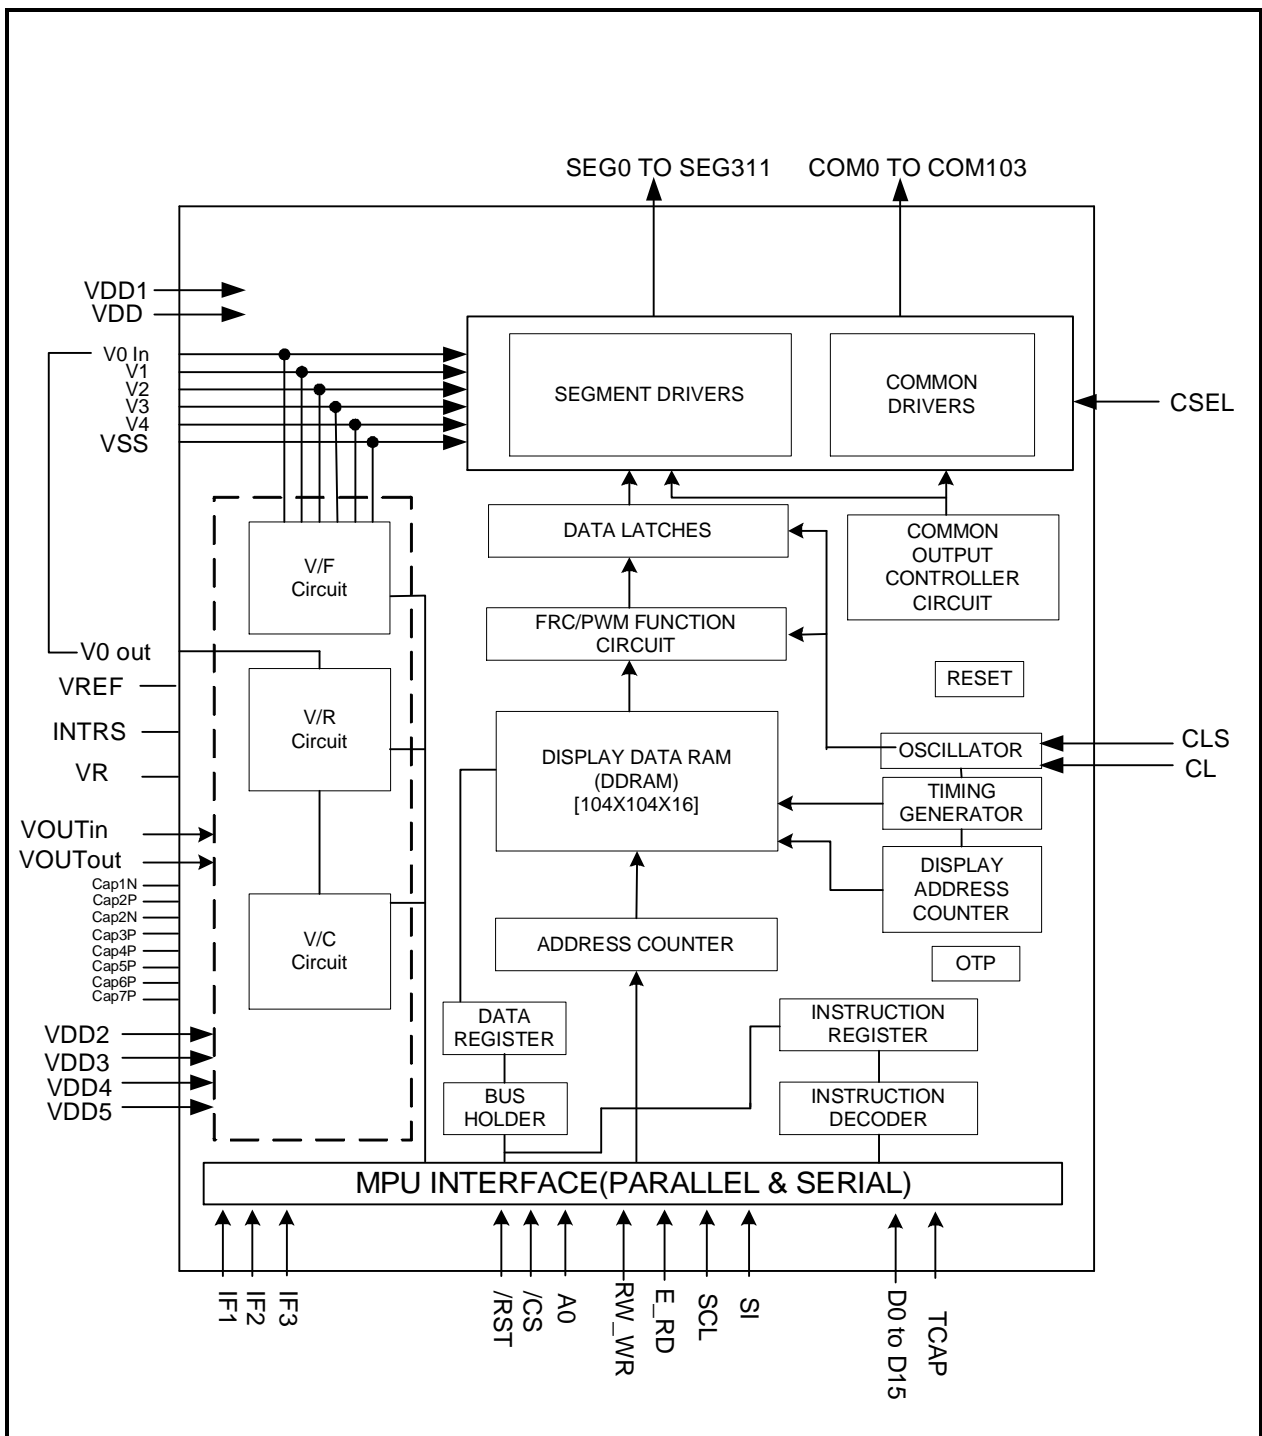 SEG0 TO SEG311
COM0 TO COM103
VDD1
VDD
V0 In
V1
V2
V3
V4
VSS
SEGMENT DRIVERS
COMMON
DRIVERS
CSEL
DATA LATCHES
COMMON
OUTPUT
CONTROLLER
CIRCUIT
V/F
Circuit
FRC/PWM FUNCTION
CIRCUIT
V0 out
VREF
INTRS
VR
V/R
Circuit
RESET
DISPLAY DATA RAM
(DDRAM)
[104X104X16]
OSCILLATOR
CLS
CL
TIMING
GENERATOR
DISPLAY
ADDRESS
COUNTER
VOUTin
VOUTout
Cap1N
Cap2P
Cap2N
Cap3P
Cap4P
Cap5P
Cap6P
Cap7P
V/C
Circuit
ADDRESS COUNTER
OTP
VDD2
VDD3
VDD4
VDD5
DATA
REGISTER
INSTRUCTION
REGISTER
BUS
HOLDER
INSTRUCTION
DECODER
MPU INTERFACE(PARALLEL & SERIAL)
IF1
IF2
IF3
/RST
/CS
A0
RW_WR
E_RD
SCL
SI
D0 to D15
TCAP